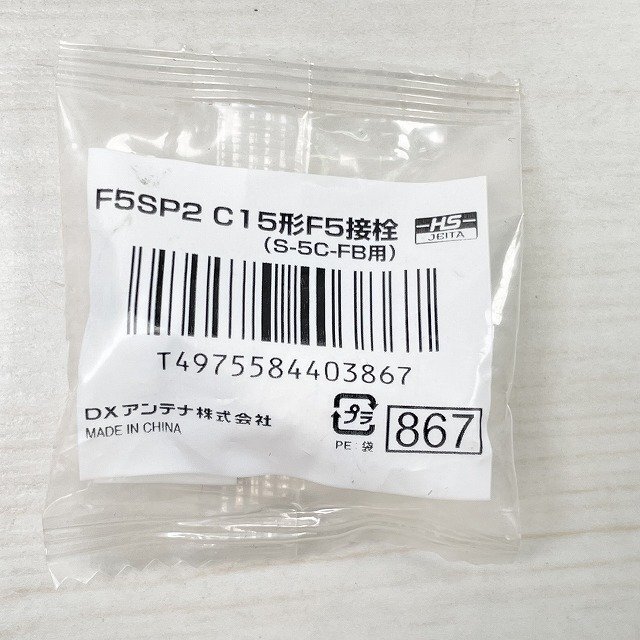 F5SP2 C15形F5接栓
(S-5C-FB用)
HS
JEITA
T4975584403867
DXアンテナ株式会社
MADE IN CHINA
プラ
PE:袋
867